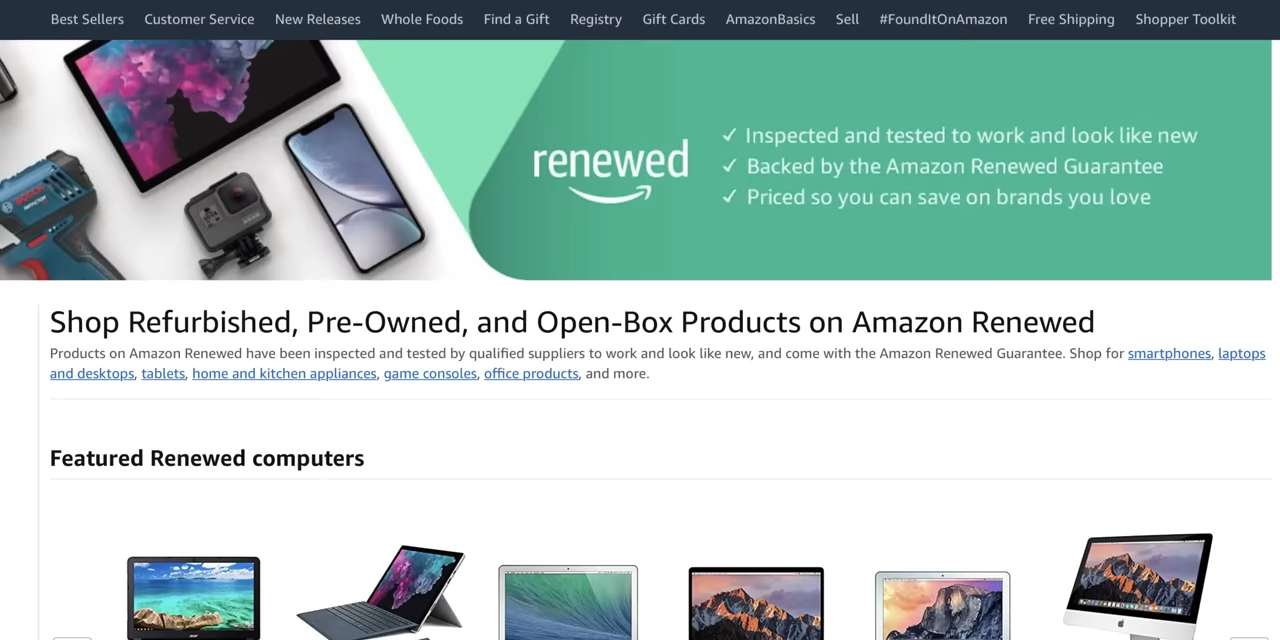 Best Sellers Customer Service New Releases Whole Foods Find a Gift Registry Gift Cards AmazonBasics Sell #FoundItOnAmazon Free Shipping Shopper Toolkit
renewed
✓ Inspected and tested to work and look like new
✓ Backed by the Amazon Renewed Guarantee
✓ Priced so you can save on brands you love
BOSCH
Shop Refurbished, Pre-Owned, and Open-Box Products on Amazon Renewed
Products on Amazon Renewed have been inspected and tested by qualified suppliers to work and look like new, and come with the Amazon Renewed Guarantee. Shop for smartphones, laptops
and desktops, tablets, home and kitchen appliances, game consoles, office products, and more.
Featured Renewed computers
acer